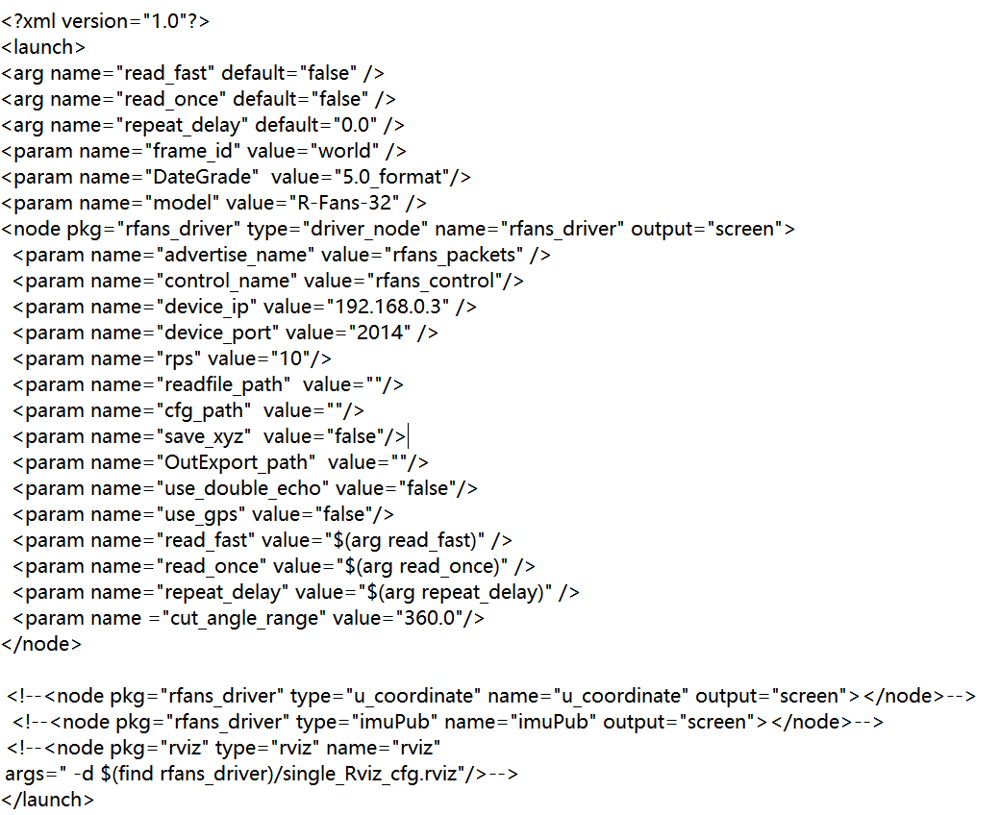 <?xml version="1.0"?>
<launch>
<arg name="read_fast" default="false" />
<arg name="read_once" default="false" />
<arg name="repeat_delay" default="0.0" />
<param name="frame_id" value="world" />
<param name="DateGrade"  value="5.0_format"/>
<param name="model" value="R-Fans-32" />
<node pkg="rfans_driver" type="driver_node" name="rfans_driver" output="screen">
  <param name="advertise_name" value="rfans_packets" />
  <param name="control_name" value="rfans_control"/>
  <param name="device_ip" value="192.168.0.3" />
  <param name="device_port" value="2014" />
  <param name="rps" value="10"/>
  <param name="readfile_path"  value=""/>
  <param name="cfg_path"  value=""/>
  <param name="save_xyz"  value="false"/>
  <param name="OutExport_path"  value=""/>
  <param name="use_double_echo" value="false"/>
  <param name="use_gps" value="false"/>
  <param name="read_fast" value="$(arg read_fast)" />
  <param name="read_once" value="$(arg read_once)" />
  <param name="repeat_delay" value="$(arg repeat_delay)" />
  <param name ="cut_angle_range" value="360.0"/>
</node>

 <!--<node pkg="rfans_driver" type="u_coordinate" name="u_coordinate" output="screen"></node>-->
  <!--<node pkg="rfans_driver" type="imuPub" name="imuPub" output="screen"></node>-->
 <!--<node pkg="rviz" type="rviz" name="rviz"
 args=" -d $(find rfans_driver)/single_Rviz_cfg.rviz"/>-->
</launch>